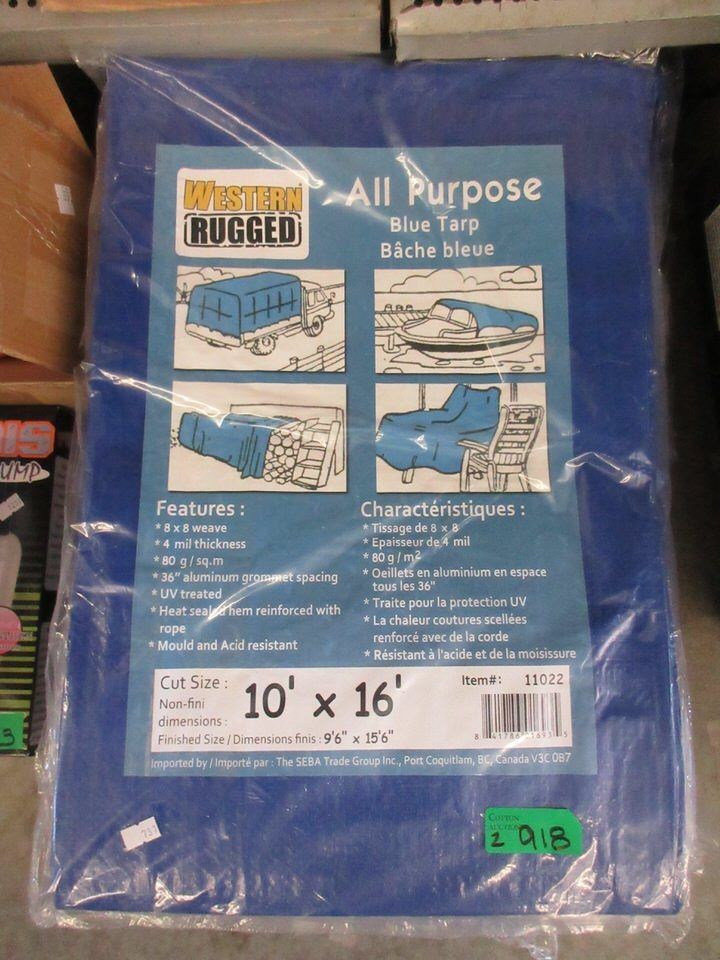 WESTERN
RUGGED
All Purpose
Blue Tarp
Bâche bleue
Features :
* 8 x 8 weave
* 4 mil thickness
* 80 g / sq.m
* 36" aluminum grommet spacing
* UV treated
* Heat sealed hem reinforced with
rope
* Mould and Acid resistant
Charactéristiques :
* Tissage de 8 x 8
* Epaisseur de 4 mil
* 80 g / m2
* Oeillets en aluminium en espace
tous les 36"
* Traite pour la protection UV
* La chaleur coutures scellées
renforcé avec de la corde
* Résistant à l'acide et de la moisissure
Cut Size :
Non-fini
dimensions :
10' x 16'
Finished Size / Dimensions finis : 9'6" x 15'6"
Item#: 11022
Imported by / Importé par : The SEBA Trade Group Inc., Port Coquitlam, BC, Canada V3C 0B7
COTTON
2 918
737
UMP
3